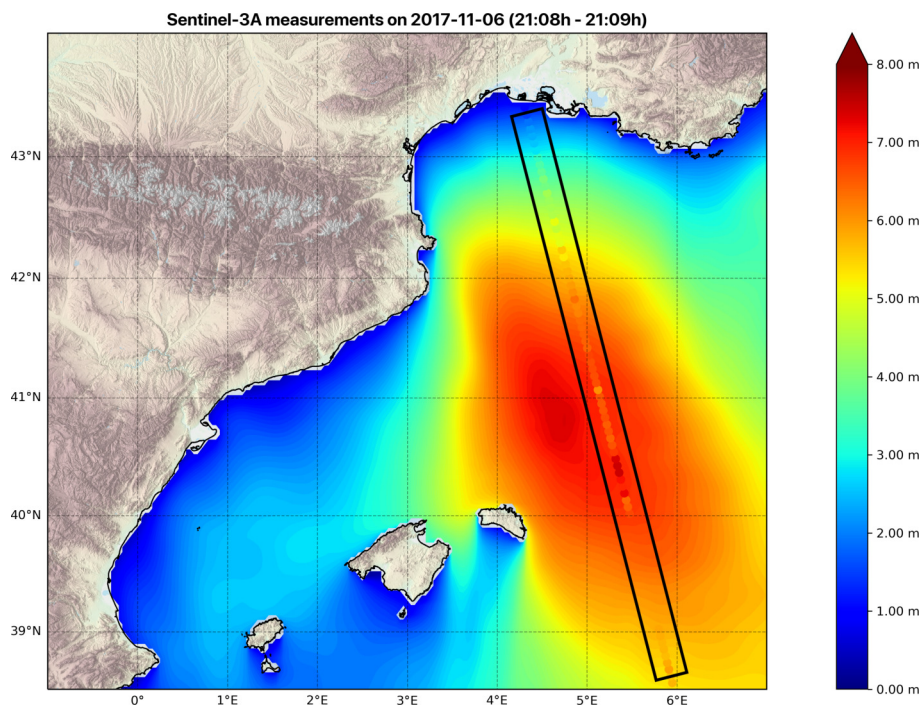 Sentinel-3A measurements on 2017-11-06 (21:08h - 21:09h)
8.00 m
43°N
7.00 m
6.00 m
42°N
5.00 m
41°N
4.00 m
3.00 m
40°N
2.00 m
39°N
1.00 m
0.00 m
0° 1°E 2°E 3°E 4°E 5°E 6°E